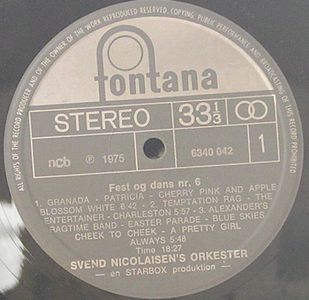 ALL RIGHTS OF THE RECORD PRODUCER AND OF THE OWNER OF THE WORK REPRODUCED RESERVED. COPYING, PUBLIC PERFORMANCE AND BROADCASTING OF THIS RECORD PROHIBITED
fontana
STEREO 33 1/3
ncb ℗ 1975 6340 042 1
Fest og dans nr. 6
1. GRANADA - PATRICIA - CHERRY PINK AND APPLE
BLOSSOM WHITE 6:42 - 2. TEMPTATION RAG - THE
ENTERTAINER - CHARLESTON 5:57 - 3. ALEXANDER'S
RAGTIME BAND - EASTER PARADE - BLUE SKIES
CHEEK TO CHEEK - A PRETTY GIRL
ALWAYS 5:48
Time 18:27
SVEND NICOLAISEN'S ORKESTER
— en STARBOX produktion —